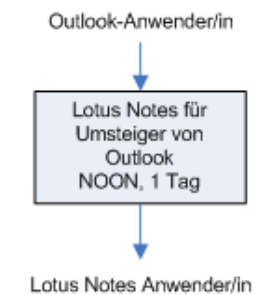 Outlook-Anwender/in
Lotus Notes für
Umsteiger von
Outlook
NOON, 1 Tag
Lotus Notes Anwender/in